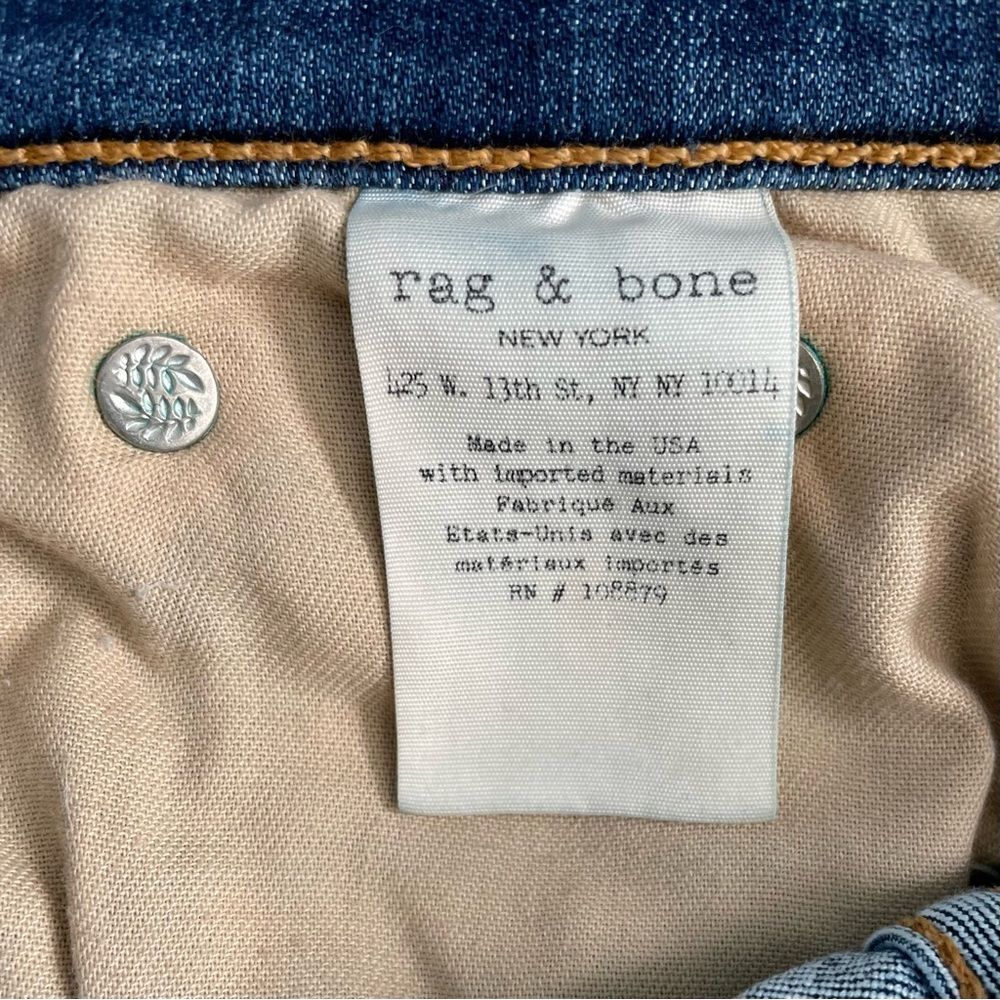 rag & bone
NEW YORK
425 W. 13th St, NY NY 10014
Made in the USA
with imported materials
Fabriqué Aux
Etats-Unis avec des
matériaux importés
RN # 108879